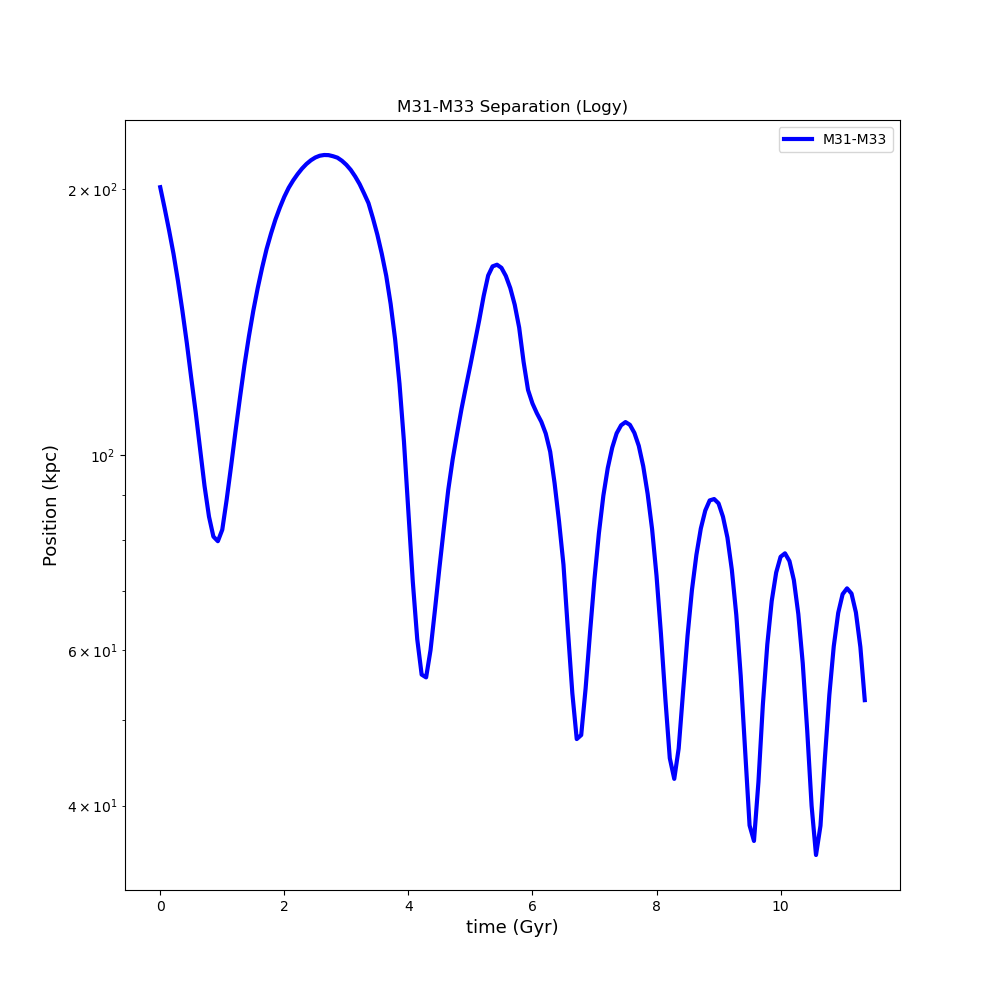 M31-M33 Separation (Logy)
M31-M33
Position (kpc)
2 × 10²
10²
6 × 10¹
4 × 10¹
0 2 4 6 8 10
time (Gyr)